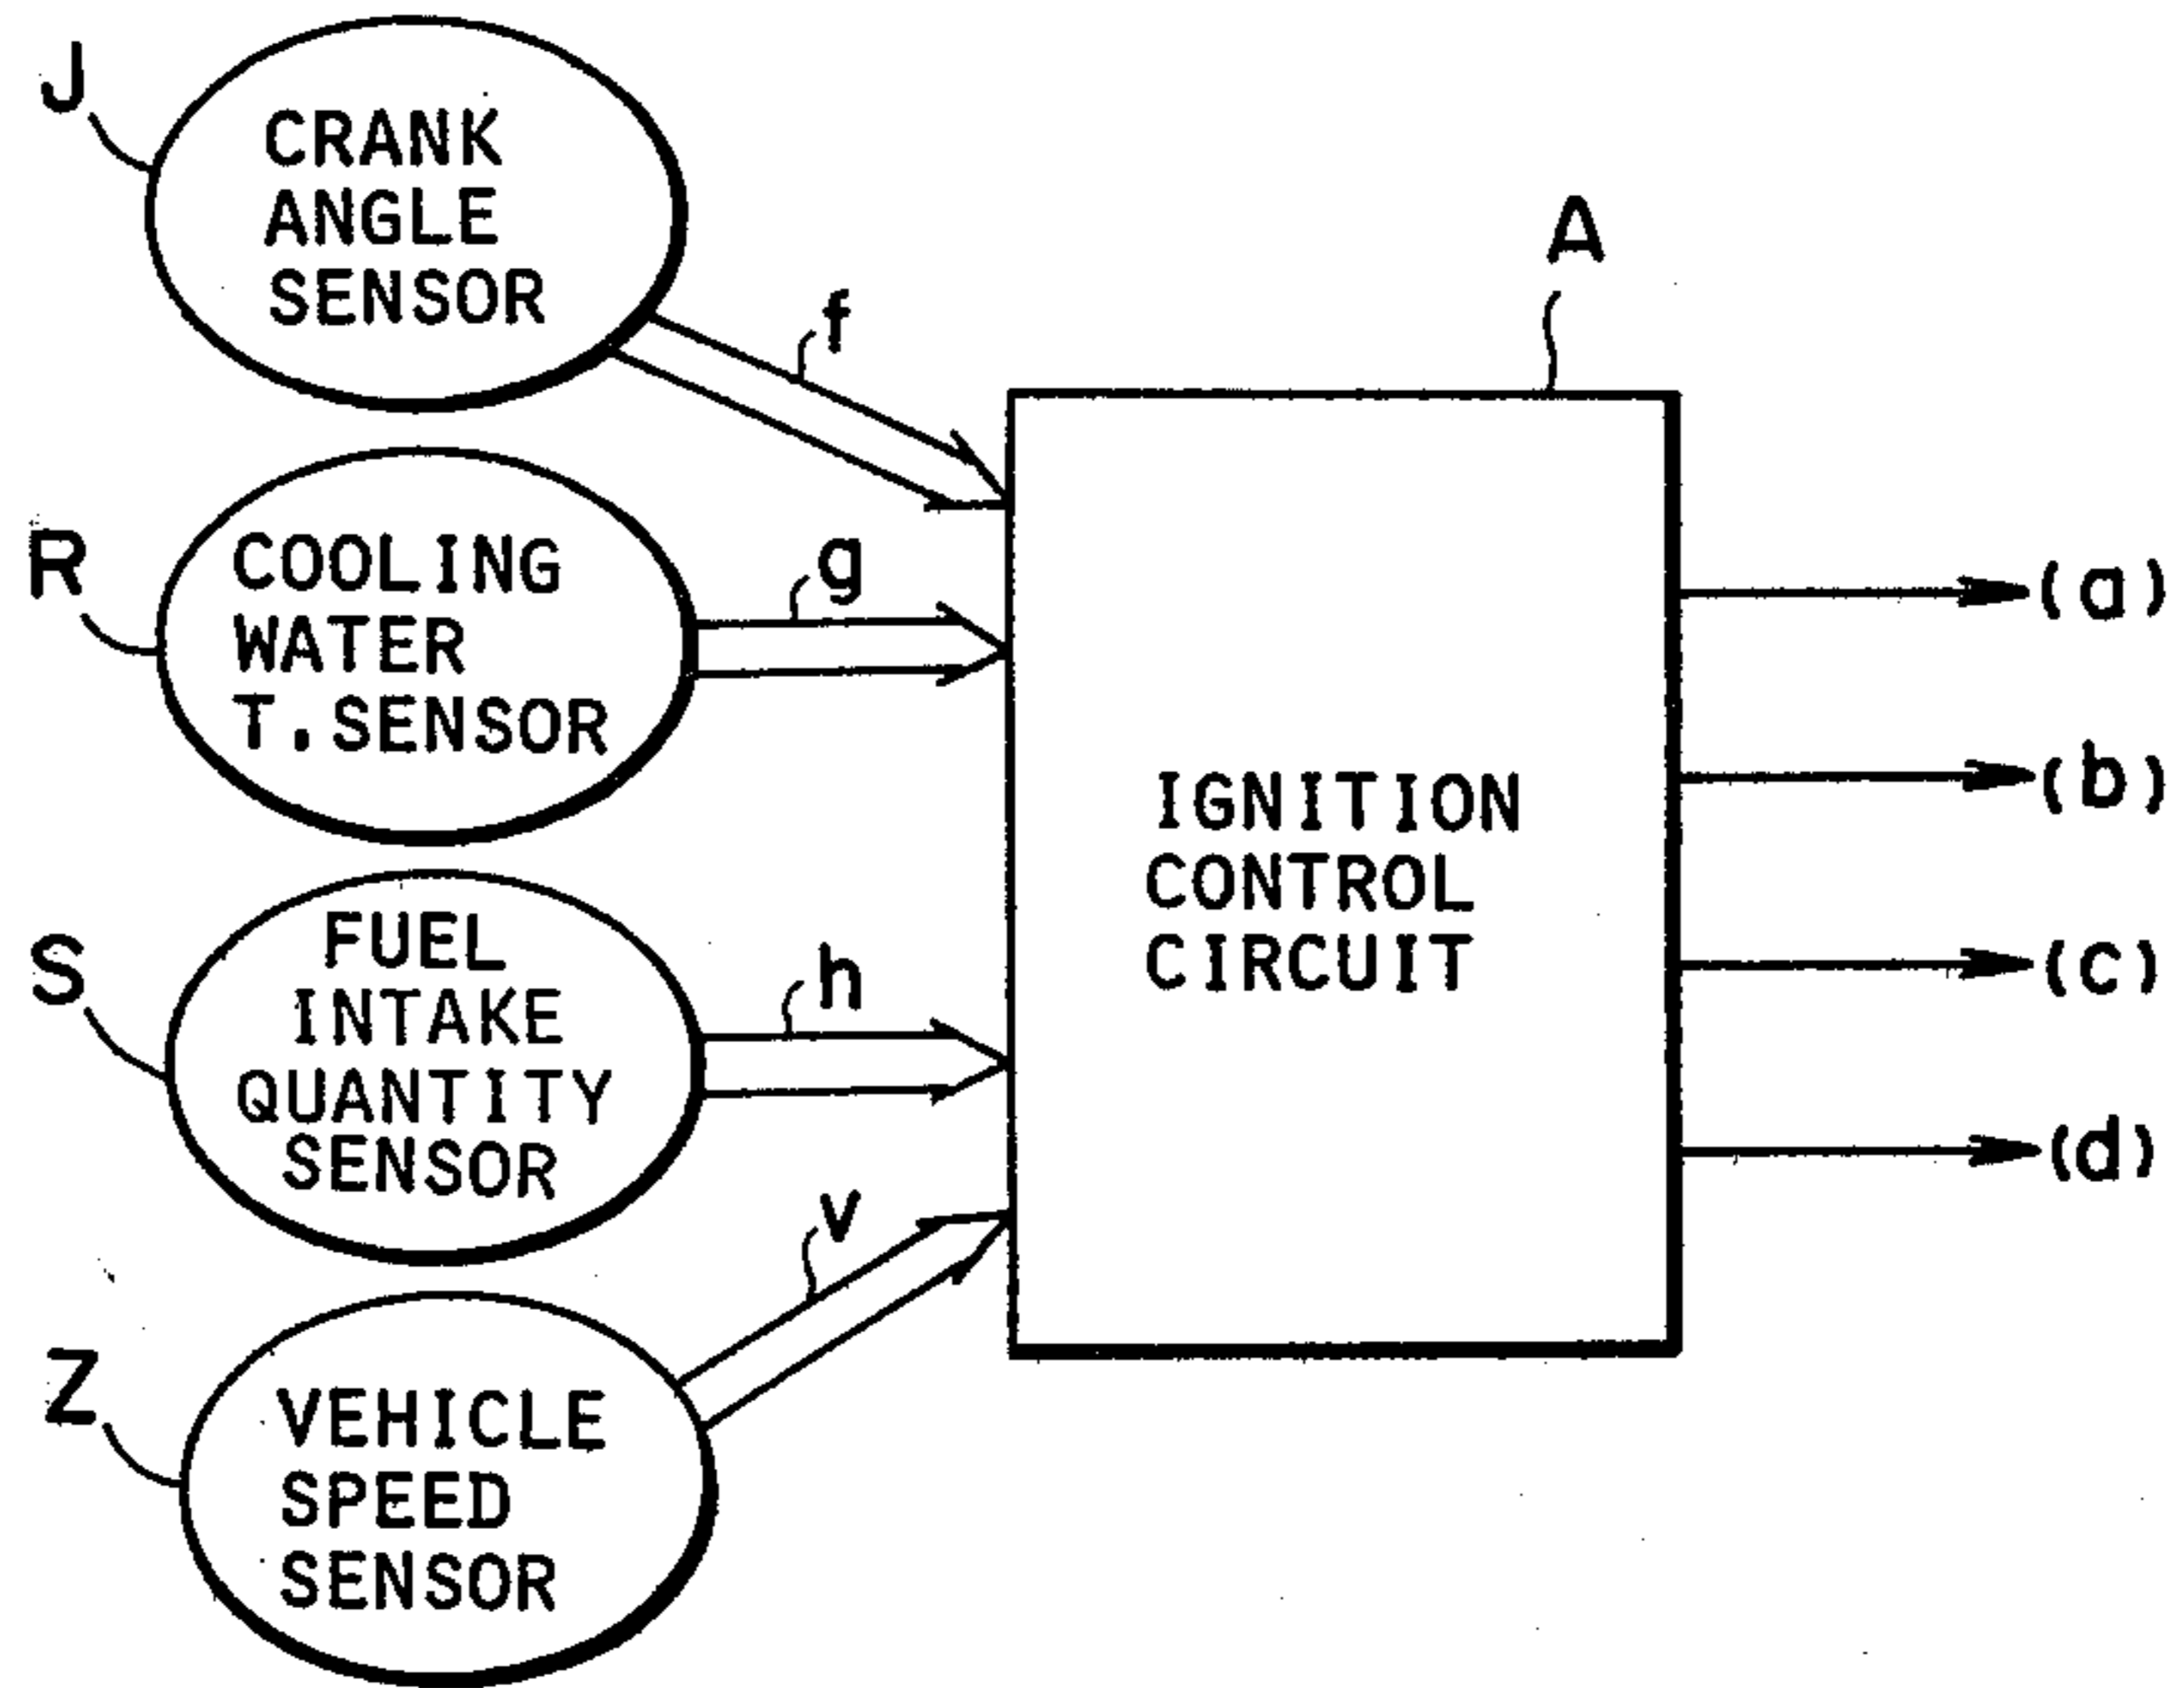 J
CRANK
ANGLE
SENSOR
f
A
R
COOLING
WATER
T.SENSOR
g
S
FUEL
INTAKE
QUANTITY
SENSOR
h
Z
VEHICLE
SPEED
SENSOR
v
IGNITION
CONTROL
CIRCUIT
(a)
(b)
(c)
(d)